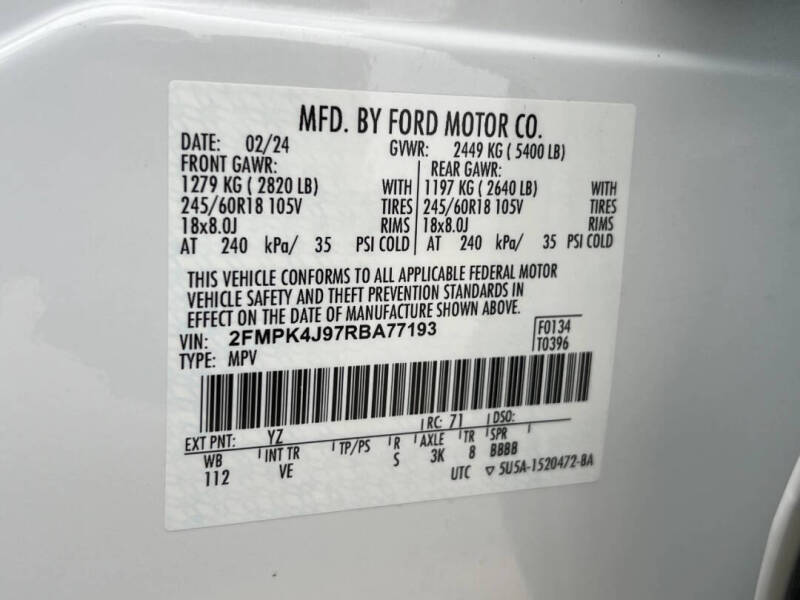 MFD. BY FORD MOTOR CO.
DATE: 02/24 GVWR: 2449 KG ( 5400 LB)
FRONT GAWR: REAR GAWR:
1279 KG ( 2820 LB) WITH 1197 KG ( 2640 LB) WITH
245/60R18 105V TIRES 245/60R18 105V TIRES
18x8.0J RIMS 18x8.0J RIMS
AT 240 kPa/ 35 PSI COLD AT 240 kPa/ 35 PSI COLD
THIS VEHICLE CONFORMS TO ALL APPLICABLE FEDERAL MOTOR
VEHICLE SAFETY AND THEFT PREVENTION STANDARDS IN
EFFECT ON THE DATE OF MANUFACTURE SHOWN ABOVE.
VIN: 2FMPK4J97RBA77193 F0134
TYPE: MPV T0396
EXT PNT: YZ RC: 71 DSO:
WB INT TR TP/PS R AXLE TR SPR
112 VE S 3K 8 BBBB
UTC ▽ 5U5A-1520472-BA